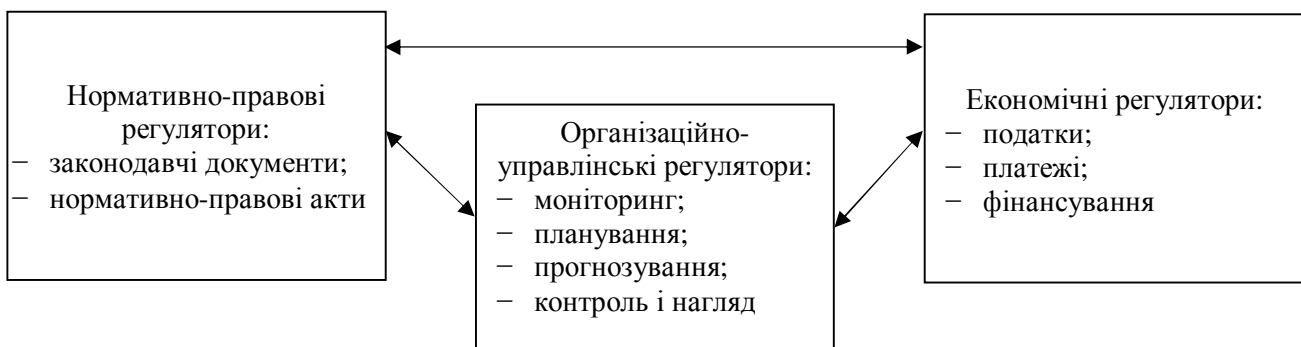 Нормативно-правові
регулятори:
− законодавчі документи;
− нормативно-правові акти
Організаційно-
управлінські регулятори:
− моніторинг;
− планування;
− прогнозування;
− контроль і нагляд
Економічні регулятори:
− податки;
− платежі;
− фінансування